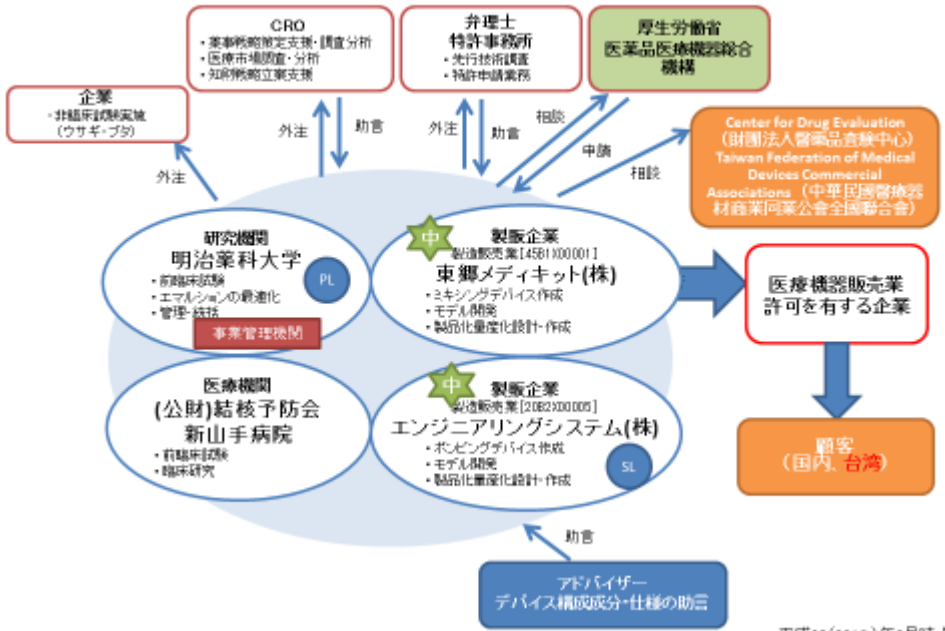 CRO
・薬事戦略策定支援・調査分析
・医療市場調査・分析
・知財戦略立案支援
弁理士
特許事務所
・先行技術調査
・特許申請業務
厚生労働省
医薬品医療機器総合
機構
企業
・非臨床試験実施
(ウサギ・ブタ)
Center for Drug Evaluation
（財團法人醫藥品査験中心）
Taiwan Federation of Medical
Devices Commercial
Associations （中華民國醫療器
材商業同業公會全國聯合會）
外注
外注
助言
外注
助言
相談
申請
相談
研究機関
明治薬科大学
・前臨床試験
・エマルションの最適化
・管理・統括
PL
事業管理機関
中
製販企業
製造販売業[45B1X00001]
東郷メディキット(株)
・ミキシングデバイス作成
・モデル開発
・製品化量産化設計・作成
医療機器販売業
許可を有する企業
医療機関
(公財)結核予防会
新山手病院
・前臨床試験
・臨床研究
中
製販企業
製造販売業[20B2X00005]
エンジニアリングシステム(株)
・ポンピングデバイス作成
・モデル開発
・製品化量産化設計・作成
SL
顧客
（国内、台湾）
助言
アドバイザー
デバイス構成成分・仕様の助言